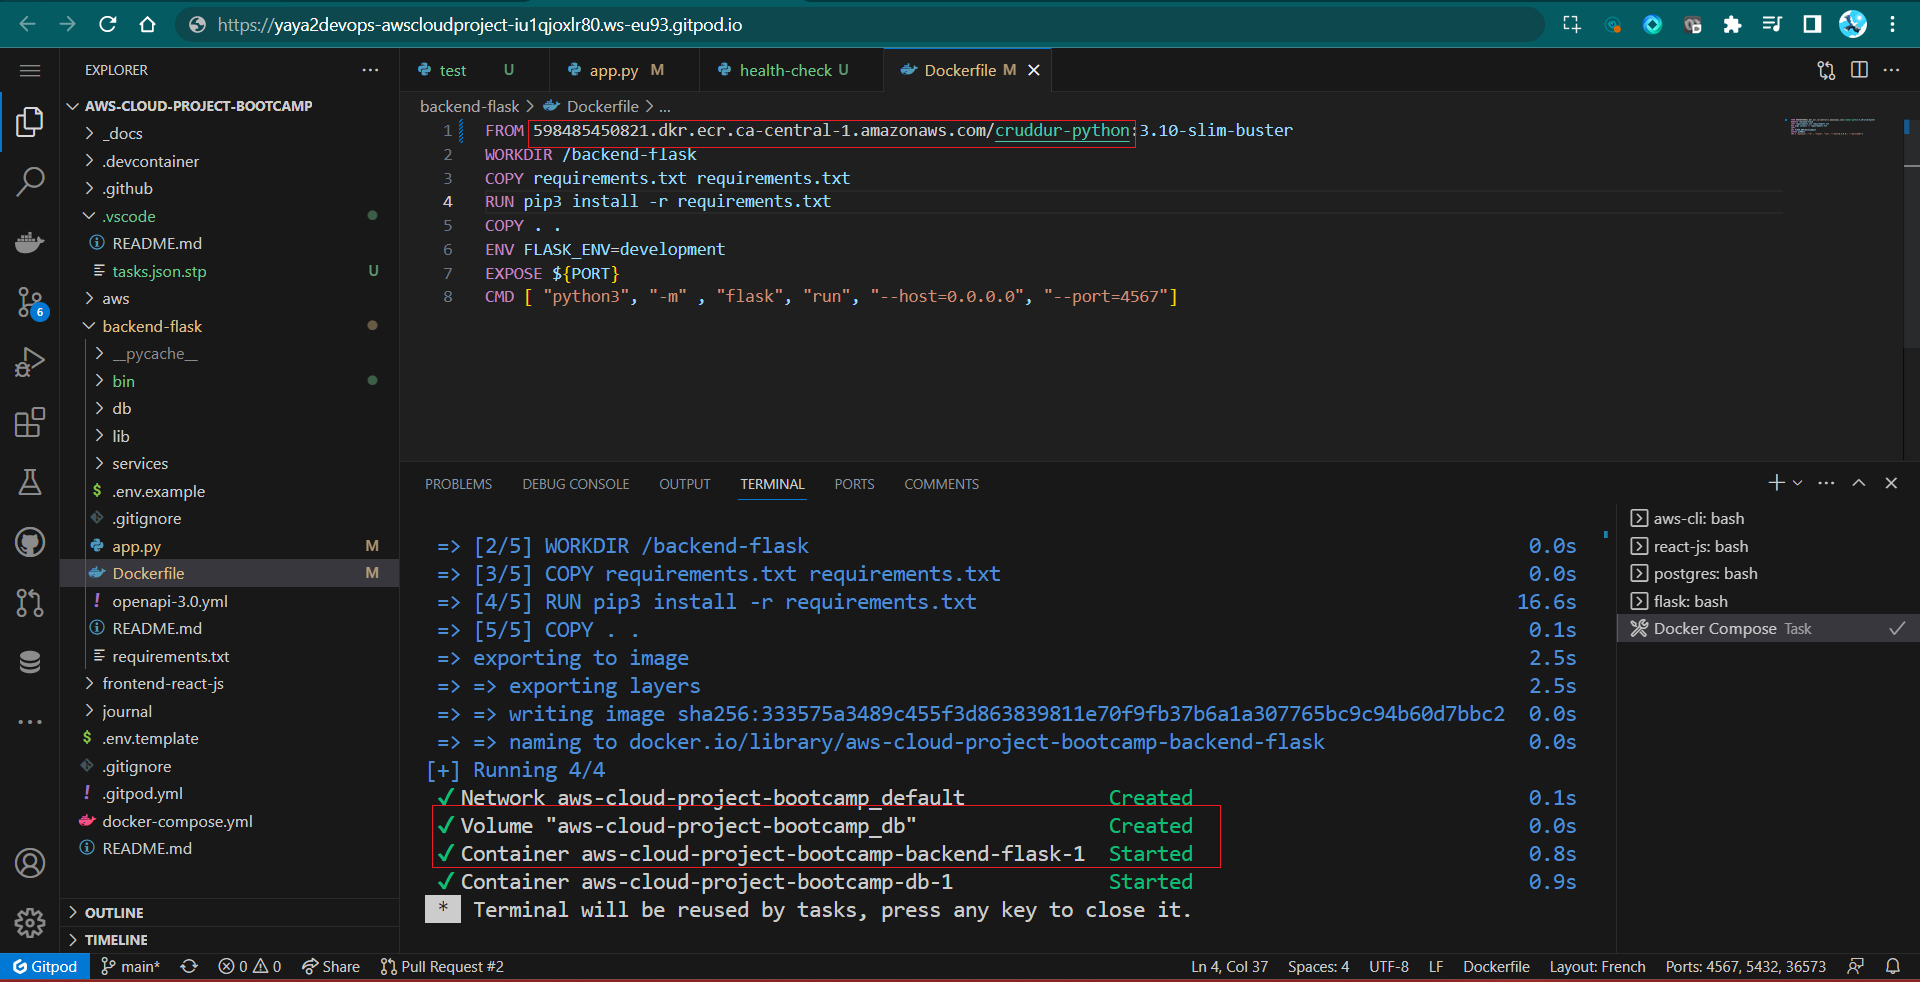 https://yaya2devops-awscloudproject-iu1qjoxlr80.ws-eu93.gitpod.io
EXPLORER
AWS-CLOUD-PROJECT-BOOTCAMP
_docs
.devcontainer
.github
.vscode
README.md
tasks.json.stp U
aws
backend-flask
__pycache__
bin
db
lib
services
.env.example
.gitignore
app.py M
Dockerfile M
openapi-3.0.yml
README.md
requirements.txt
frontend-react-js
journal
.env.template
.gitignore
.gitpod.yml
docker-compose.yml
README.md
OUTLINE
TIMELINE
6
test U app.py M health-check U Dockerfile M
backend-flask > Dockerfile > ...
1 FROM 598485450821.dkr.ecr.ca-central-1.amazonaws.com/cruddur-python:3.10-slim-buster
2 WORKDIR /backend-flask
3 COPY requirements.txt requirements.txt
4 RUN pip3 install -r requirements.txt
5 COPY . .
6 ENV FLASK_ENV=development
7 EXPOSE ${PORT}
8 CMD [ "python3", "-m" , "flask", "run", "--host=0.0.0.0", "--port=4567"]
PROBLEMS DEBUG CONSOLE OUTPUT TERMINAL PORTS COMMENTS
=> [2/5] WORKDIR /backend-flask 0.0s
=> [3/5] COPY requirements.txt requirements.txt 0.0s
=> [4/5] RUN pip3 install -r requirements.txt 16.6s
=> [5/5] COPY . . 0.1s
=> exporting to image 2.5s
=> => exporting layers 2.5s
=> => writing image sha256:333575a3489c455f3d863839811e70f9fb37b6a1a307765bc9c94b60d7bbc2 0.0s
=> => naming to docker.io/library/aws-cloud-project-bootcamp-backend-flask 0.0s
[+] Running 4/4
✓ Network aws-cloud-project-bootcamp_default Created 0.1s
✓ Volume "aws-cloud-project-bootcamp_db" Created 0.0s
✓ Container aws-cloud-project-bootcamp-backend-flask-1 Started 0.8s
✓ Container aws-cloud-project-bootcamp-db-1 Started 0.9s
* Terminal will be reused by tasks, press any key to close it.
aws-cli: bash
react-js: bash
postgres: bash
flask: bash
Docker Compose Task
Gitpod main* 0 0 Share Pull Request #2 Ln 4, Col 37 Spaces: 4 UTF-8 LF Dockerfile Layout: French Ports: 4567, 5432, 36573